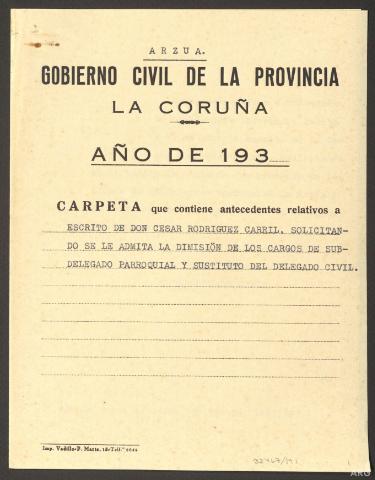 ARZUA.
GOBIERNO CIVIL DE LA PROVINCIA
LA CORUÑA
AÑO DE 193
CARPETA que contiene antecedentes relativos a
ESCRITO DE DON CESAR RODRIGUEZ CARRIL, SOLICITAN-
DO SE LE ADMITA LA DIMISIÖN DE LOS CARGOS DE SUB-
DELEGADO PARROQUIAL Y SUSTITUTO DEL DELEGADO CIVIL.
ARG